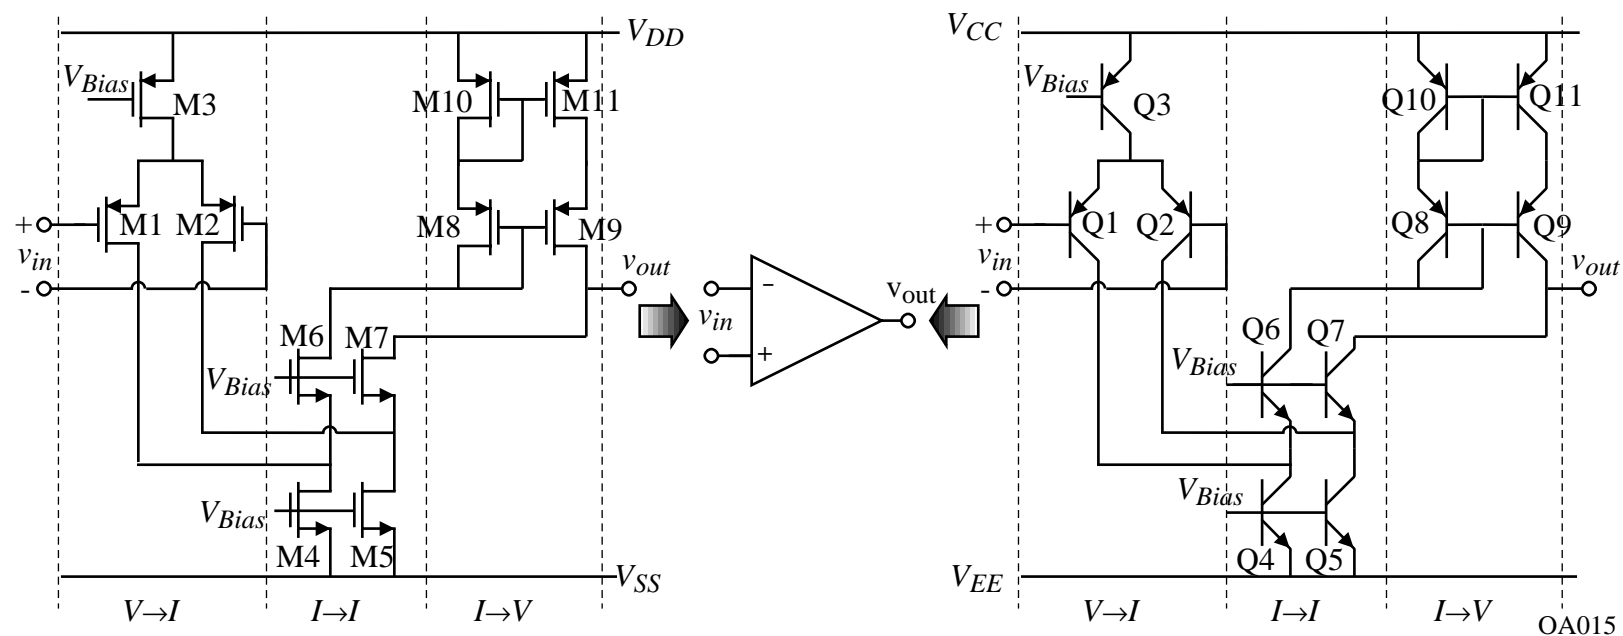 V_DD
V_Bias
M3
M10
M11
+
M1
M2
v_in
-
M8
M9
v_out
M6
M7
V_Bias
V_Bias
M4
M5
V_SS
V→I
I→I
I→V
-
v_in
+
v_out
V_CC
V_Bias
Q3
Q10
Q11
+
Q1
Q2
v_in
-
Q8
Q9
v_out
Q6
Q7
V_Bias
V_Bias
Q4
Q5
V_EE
V→I
I→I
I→V
OA015